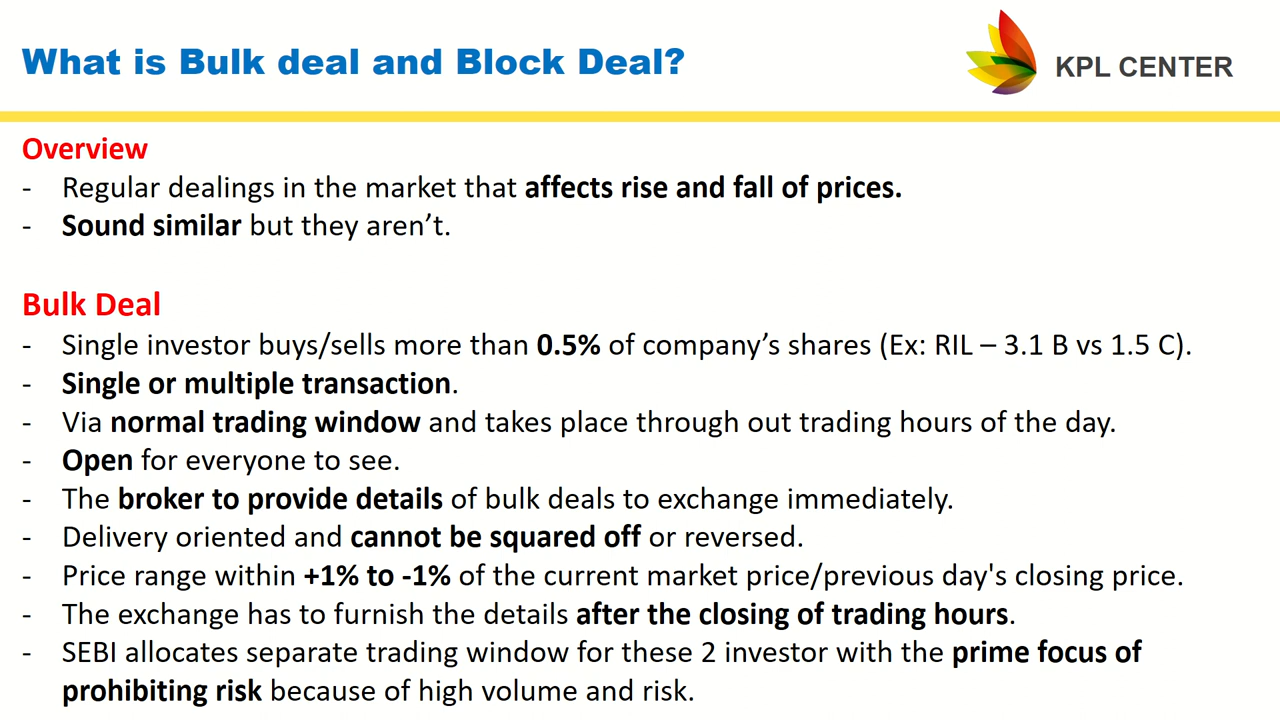 What is Bulk deal and Block Deal?
KPL CENTER
Overview
- Regular dealings in the market that affects rise and fall of prices.
- Sound similar but they aren’t.
Bulk Deal
- Single investor buys/sells more than 0.5% of company’s shares (Ex: RIL – 3.1 B vs 1.5 C).
- Single or multiple transaction.
- Via normal trading window and takes place through out trading hours of the day.
- Open for everyone to see.
- The broker to provide details of bulk deals to exchange immediately.
- Delivery oriented and cannot be squared off or reversed.
- Price range within +1% to -1% of the current market price/previous day's closing price.
- The exchange has to furnish the details after the closing of trading hours.
- SEBI allocates separate trading window for these 2 investor with the prime focus of
prohibiting risk because of high volume and risk.